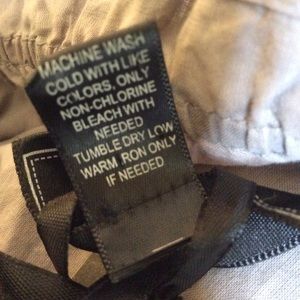 MACHINE WASH
COLD WITH LIKE
COLORS, ONLY
NON-CHLORINE
BLEACH WITH
NEEDED
TUMBLE DRY LOW
WARM IRON ONLY
IF NEEDED